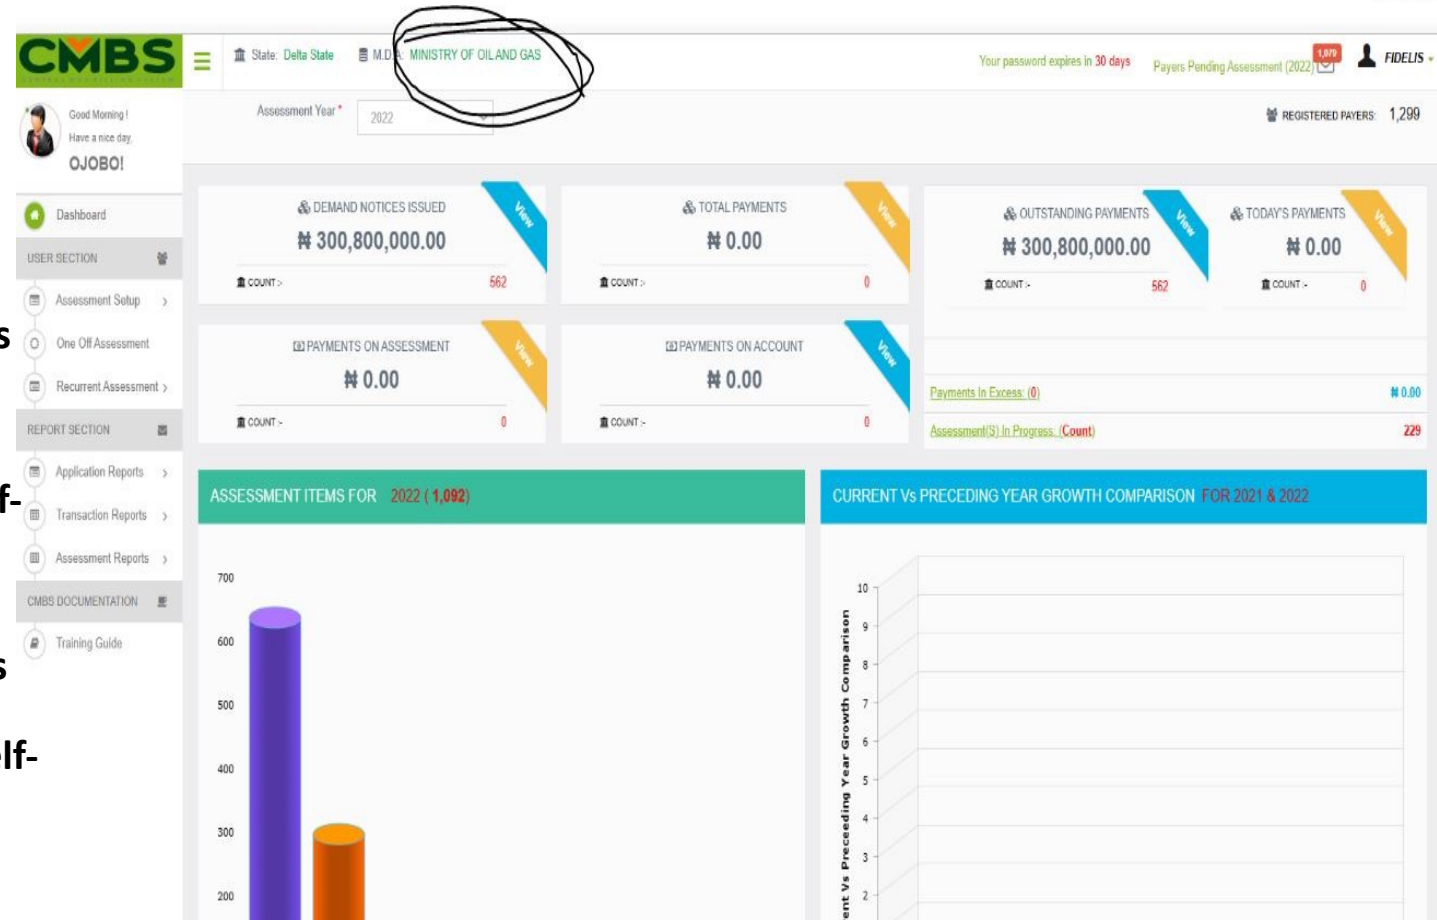 CMBS
State: Delta State M.D.A: MINISTRY OF OIL AND GAS
Your password expires in 30 days
Payers Pending Assessment (2022) 1,079
FIDELIS
Good Morning !
Have a nice day,
OJOBO!
Assessment Year * 2022
REGISTERED PAYERS: 1,299
Dashboard
USER SECTION
Assessment Setup
s
One Off Assessment
Recurrent Assessment
REPORT SECTION
Application Reports
f-
Transaction Reports
Assessment Reports
CMBS DOCUMENTATION
Training Guide
s
elf-
DEMAND NOTICES ISSUED
₦ 300,800,000.00
COUNT :- 562
View
TOTAL PAYMENTS
₦ 0.00
COUNT :- 0
View
OUTSTANDING PAYMENTS
₦ 300,800,000.00
COUNT :- 562
View
TODAY'S PAYMENTS
₦ 0.00
COUNT :- 0
View
PAYMENTS ON ASSESSMENT
₦ 0.00
COUNT :- 0
View
PAYMENTS ON ACCOUNT
₦ 0.00
COUNT :- 0
View
Payments In Excess: (0) ₦ 0.00
Assessment(S) In Progress: (Count) 229
ASSESSMENT ITEMS FOR 2022 ( 1,092)
700
600
500
400
300
200
CURRENT Vs PRECEDING YEAR GROWTH COMPARISON FOR 2021 & 2022
10
9
8
7
6
5
4
3
2
ent Vs Preceeding Year Growth Comparison